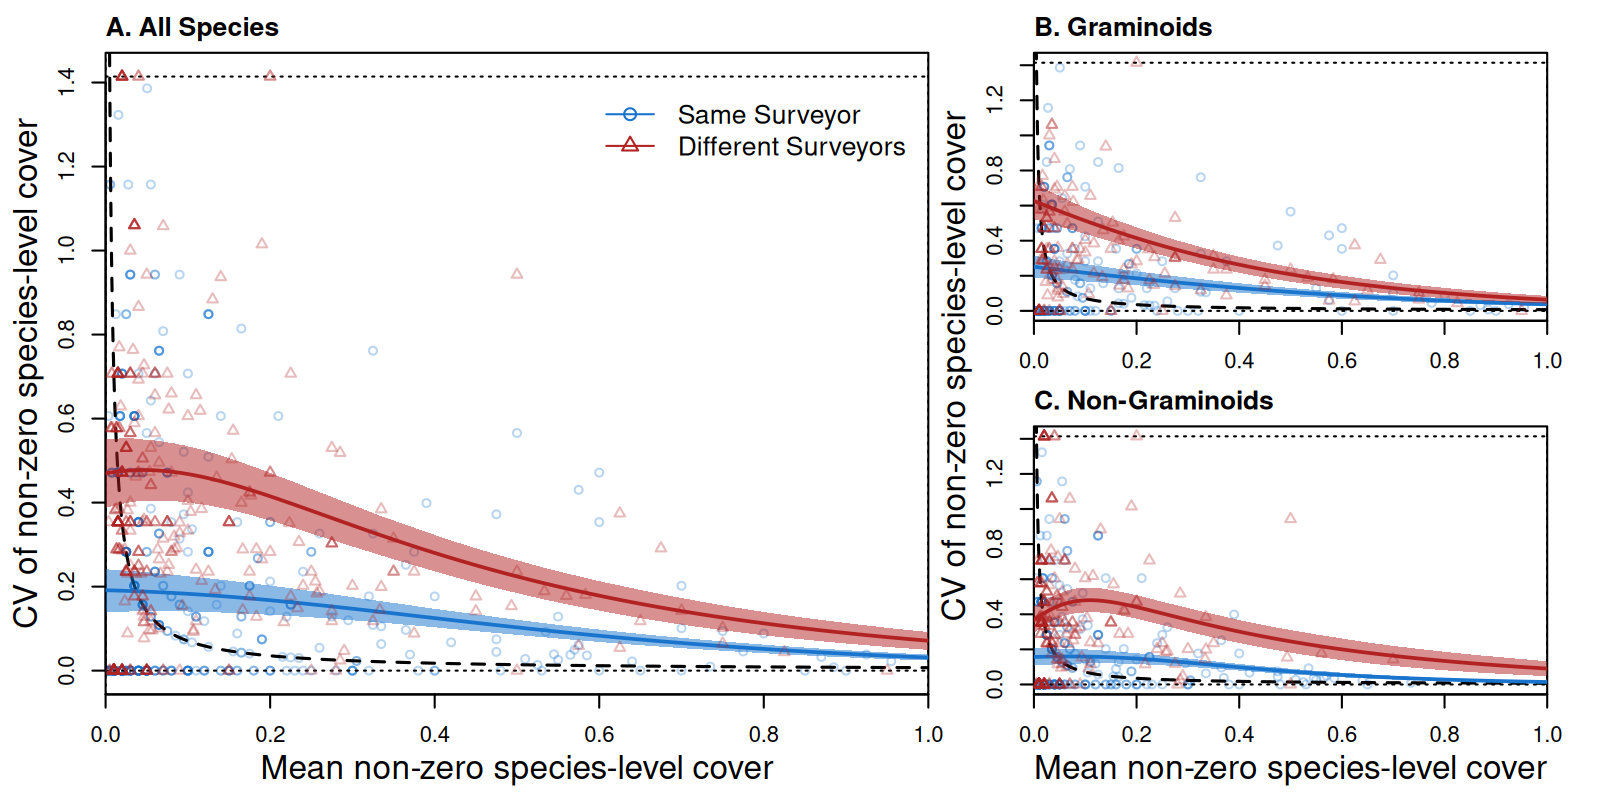 A. All Species
CV of non-zero species-level cover
1.4
1.2
1.0
0.8
0.6
0.4
0.2
0.0
Same Surveyor
Different Surveyors
0.0 0.2 0.4 0.6 0.8 1.0
Mean non-zero species-level cover
B. Graminoids
CV of non-zero species-level cover
1.2
0.8
0.4
0.0
0.0 0.2 0.4 0.6 0.8 1.0
C. Non-Graminoids
1.2
0.8
0.4
0.0
0.0 0.2 0.4 0.6 0.8 1.0
Mean non-zero species-level cover